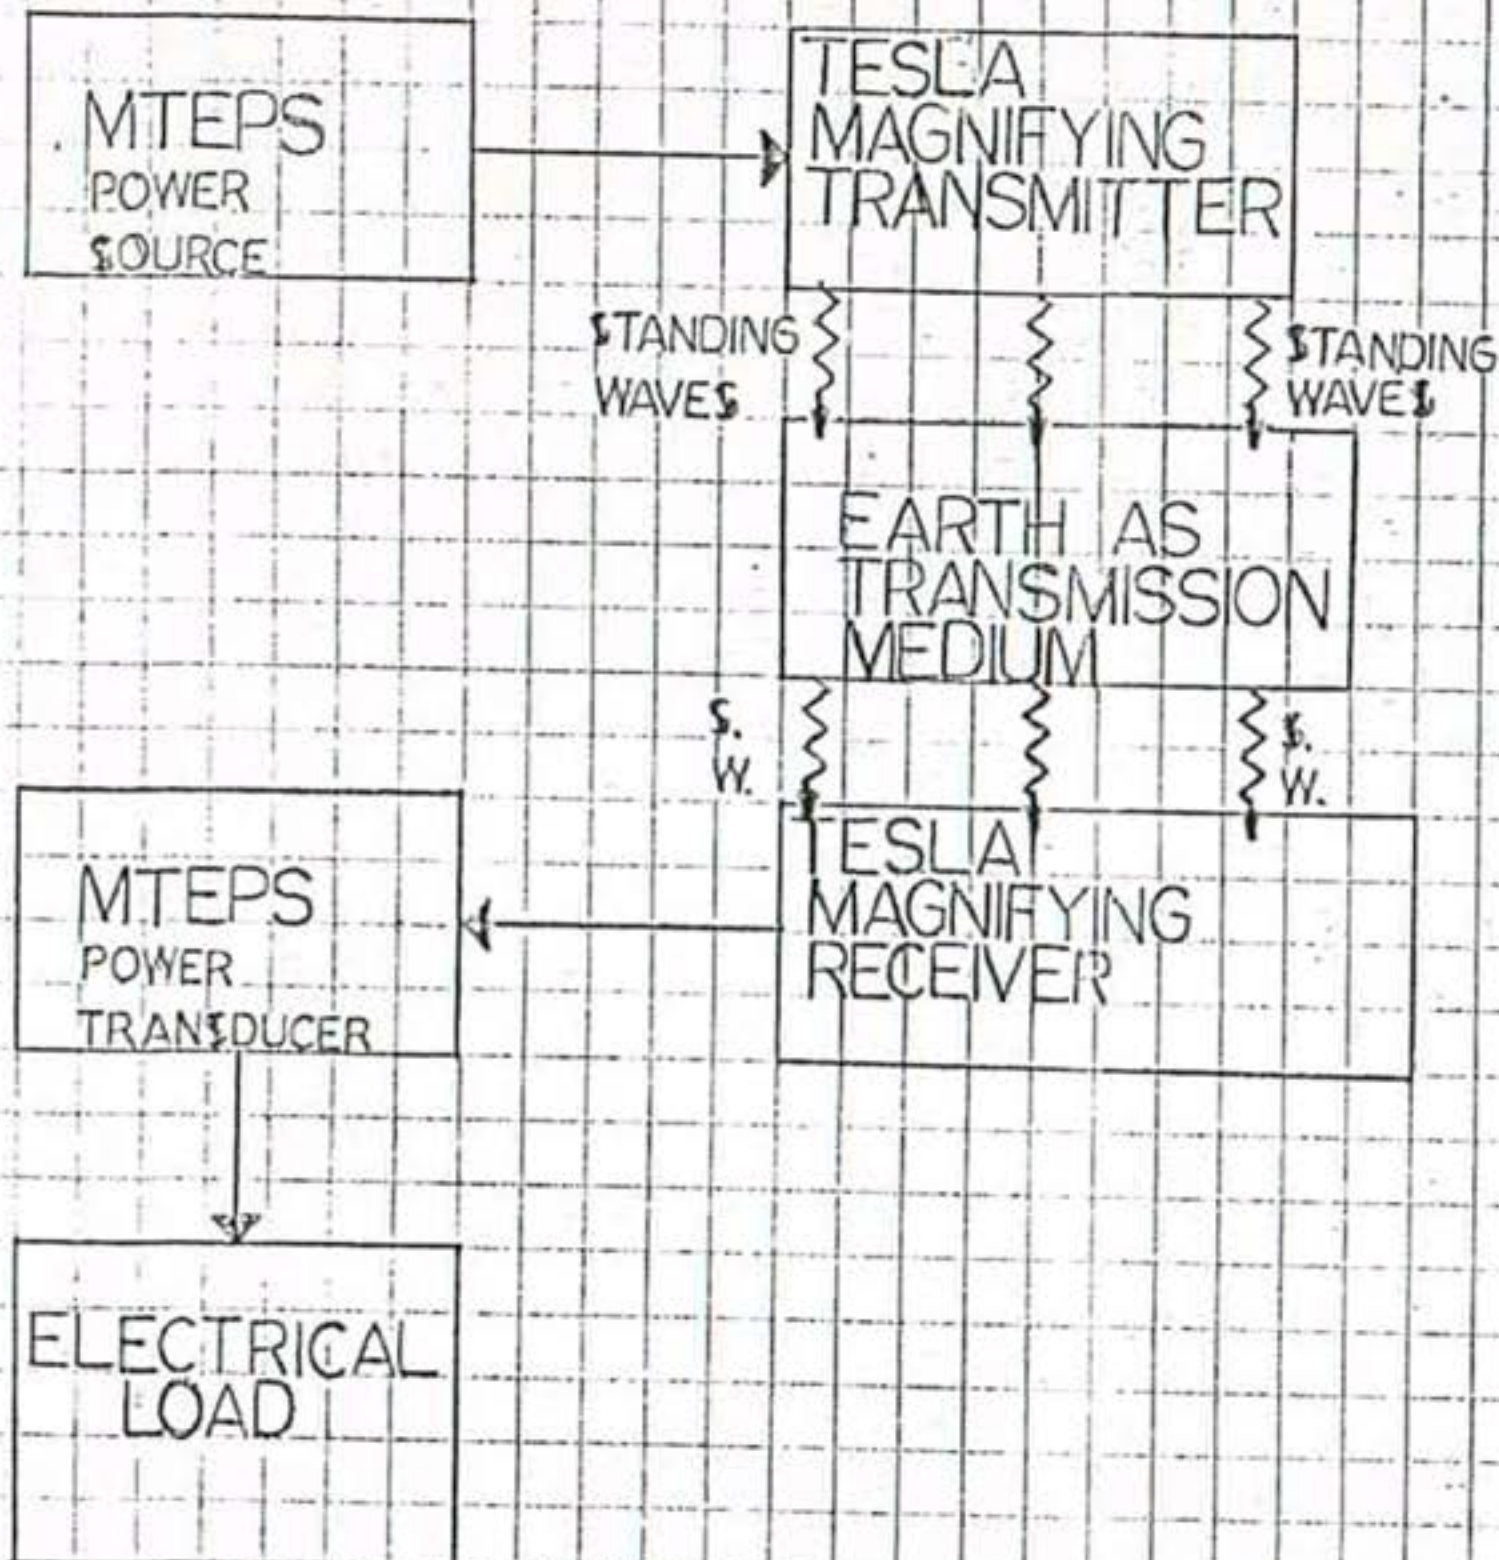 MTEPS
POWER
SOURCE
TESLA
MAGNIFYING
TRANSMITTER
STANDING
WAVES
STANDING
WAVES
EARTH AS
TRANSMISSION
MEDIUM
S.
W.
S.
W.
TESLA
MAGNIFYING
RECEIVER
MTEPS
POWER
TRANSDUCER
ELECTRICAL
LOAD